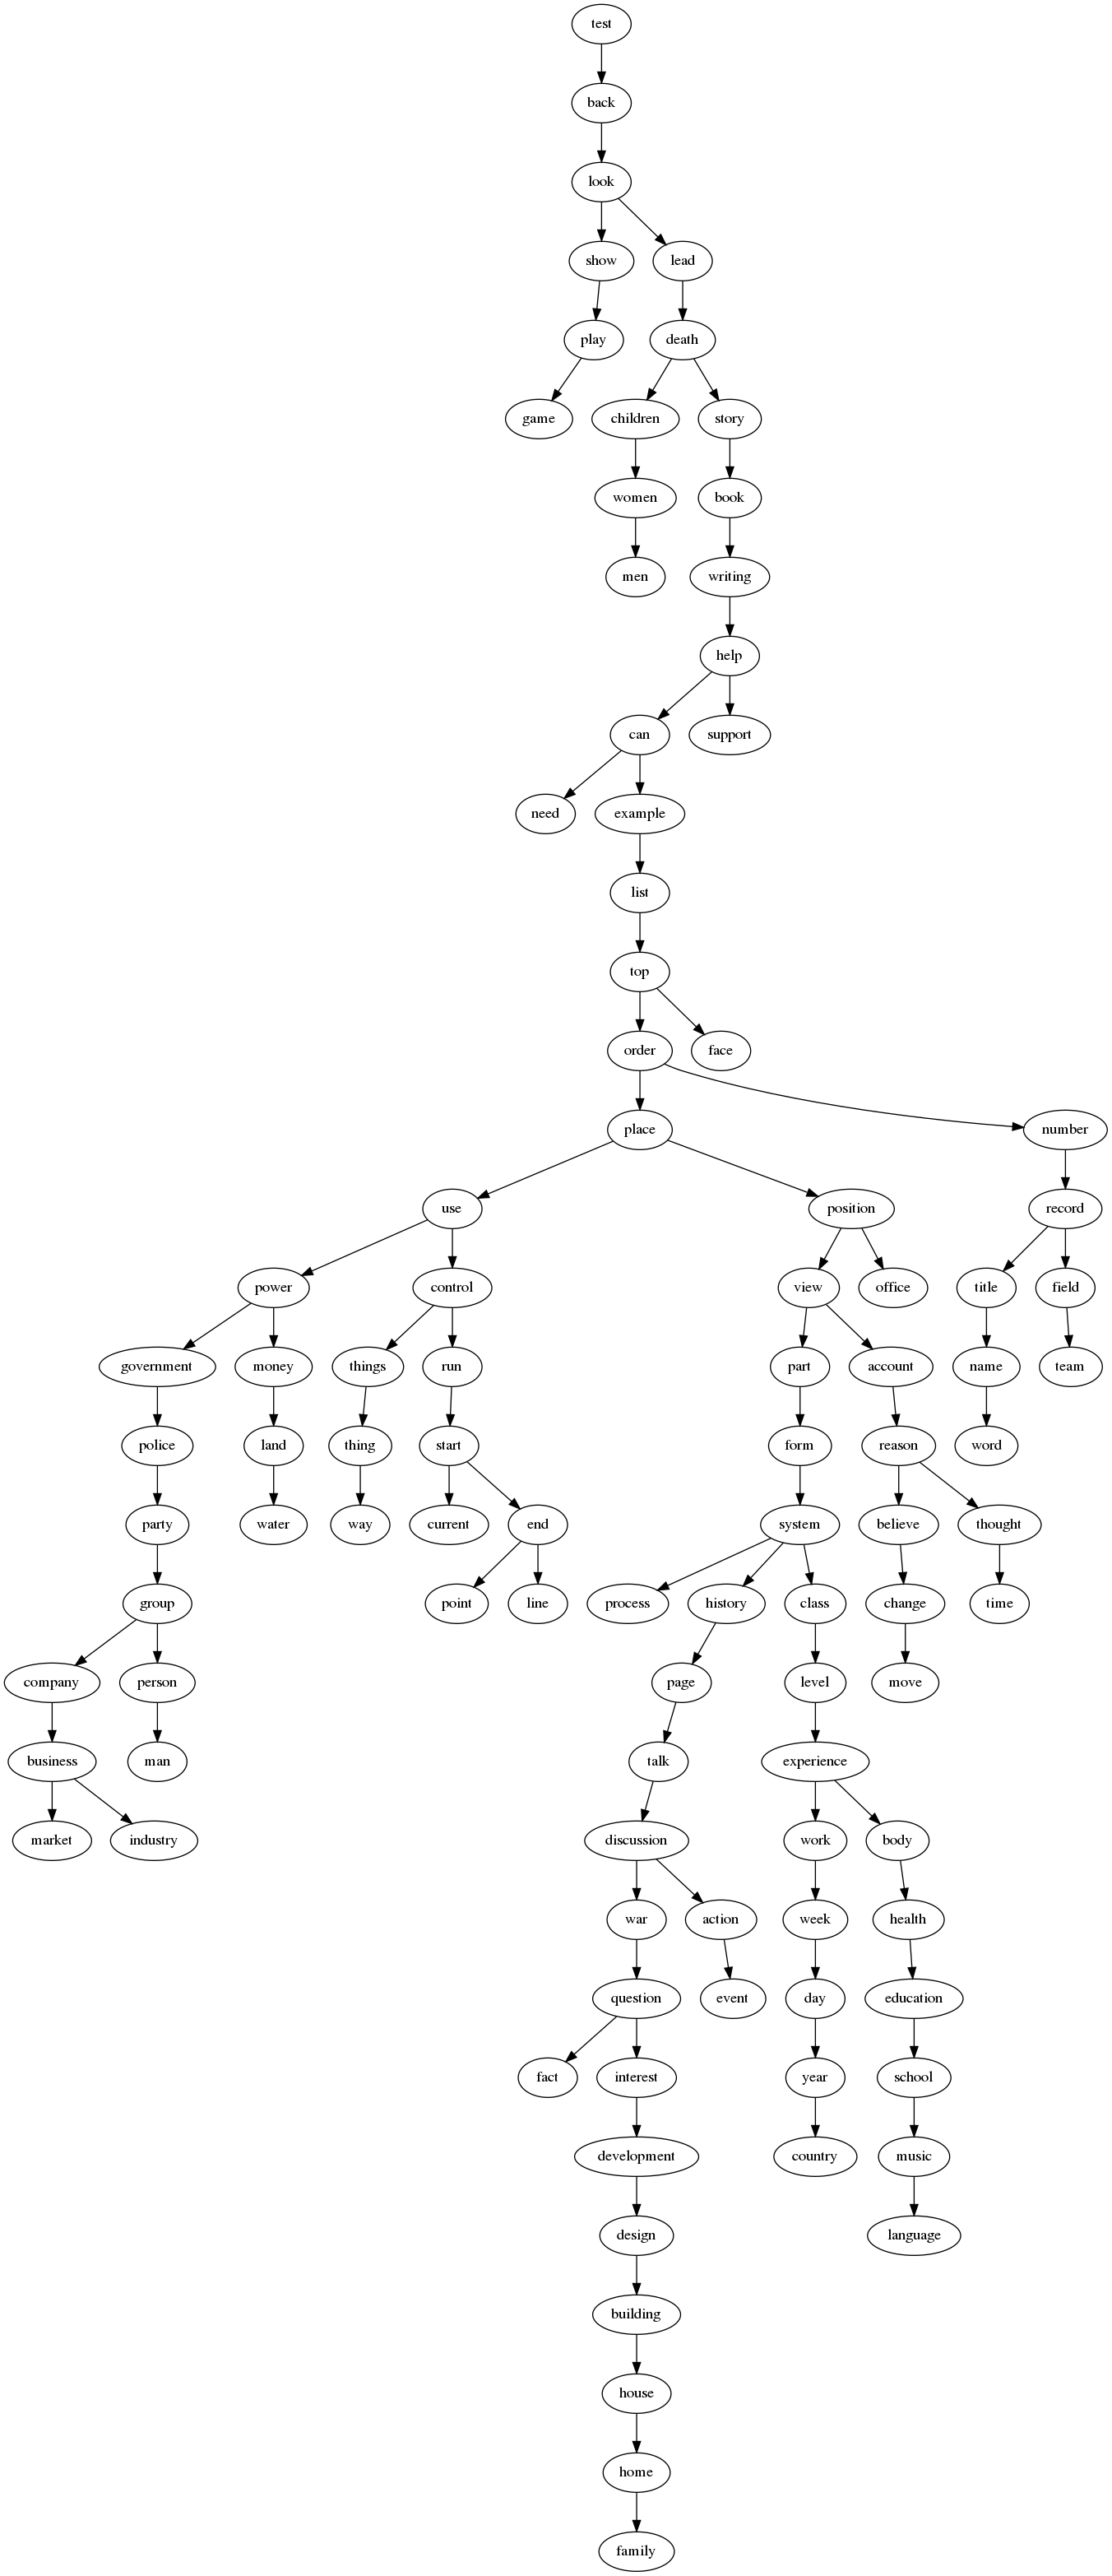 test
back
look
show
lead
play
death
game
children
story
women
book
men
writing
help
can
support
need
example
list
top
order
face
place
number
use
position
record
power
control
view
office
title
field
government
money
things
run
part
account
name
team
police
land
thing
start
form
reason
word
party
water
way
current
end
system
believe
thought
group
point
line
process
history
class
change
time
company
person
page
level
move
business
man
talk
experience
market
industry
discussion
work
body
war
action
week
health
question
event
day
education
fact
interest
year
school
development
country
music
design
language
building
house
home
family